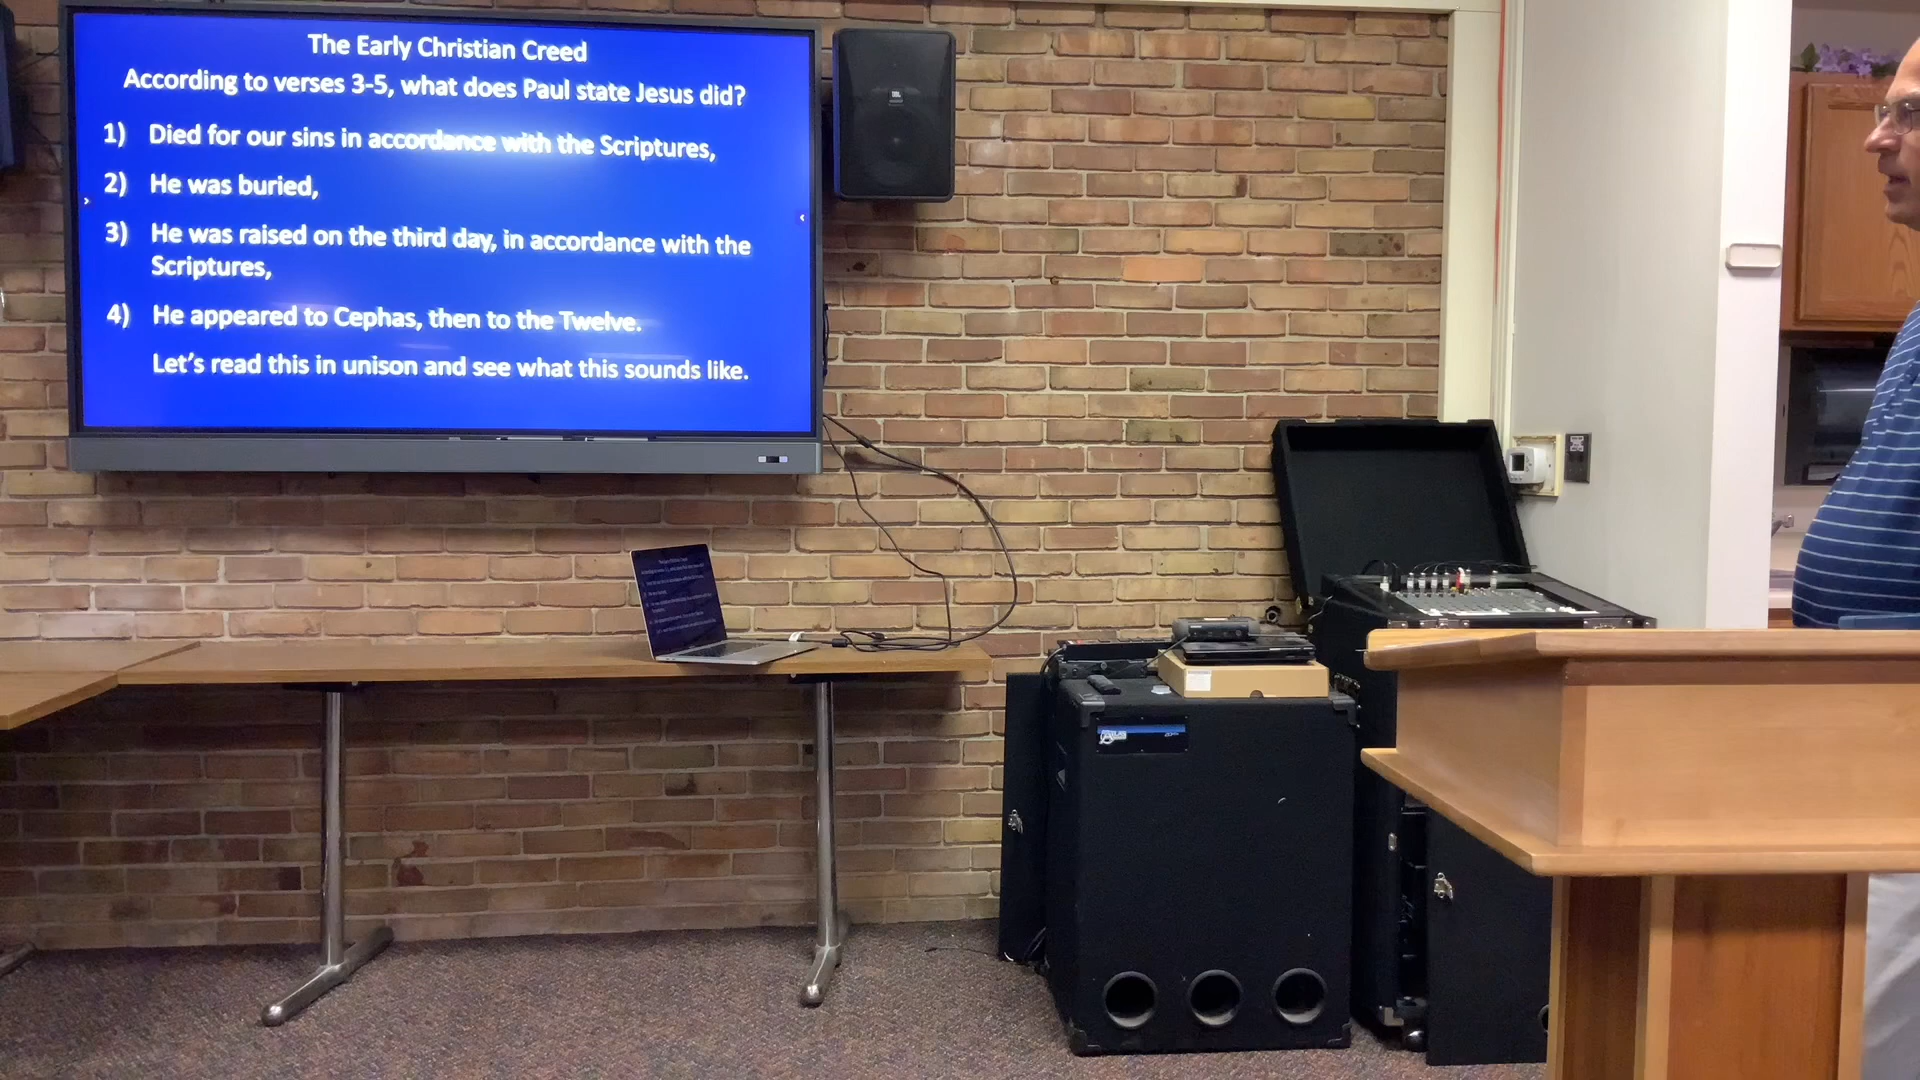 The Early Christian Creed
According to verses 3-5, what does Paul state Jesus did?
1) Died for our sins in accordance with the Scriptures,
2) He was buried,
3) He was raised on the third day, in accordance with the
Scriptures,
4) He appeared to Cephas, then to the Twelve.
Let's read this in unison and see what this sounds like.
JBL